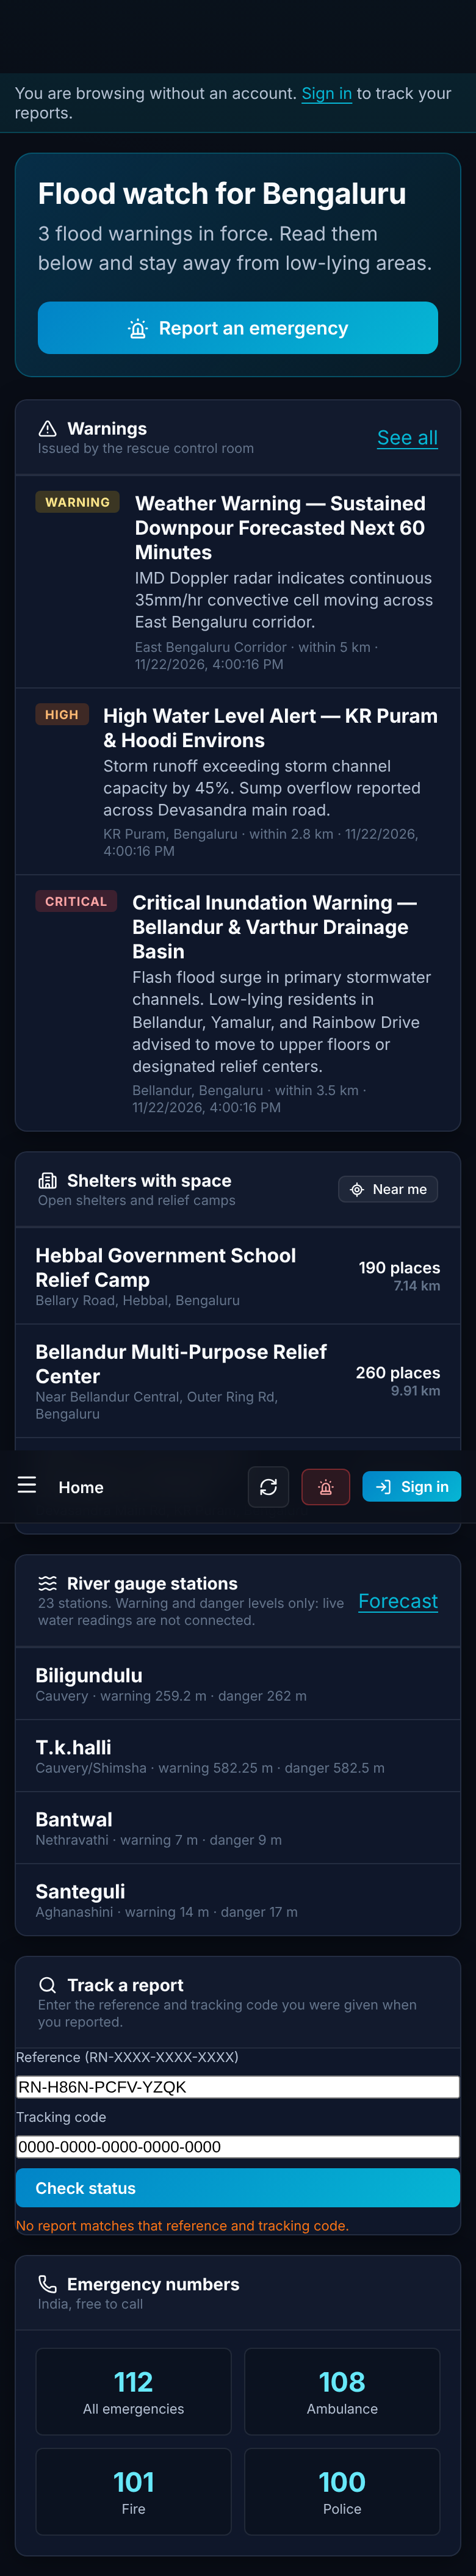 You are browsing without an account. Sign in to track your
reports.
Flood watch for Bengaluru
3 flood warnings in force. Read them
below and stay away from low-lying areas.
Report an emergency
Warnings
Issued by the rescue control room
See all
WARNING
Weather Warning — Sustained
Downpour Forecasted Next 60
Minutes
IMD Doppler radar indicates continuous
35mm/hr convective cell moving across
East Bengaluru corridor.
East Bengaluru Corridor · within 5 km ·
11/22/2026, 4:00:16 PM
HIGH
High Water Level Alert — KR Puram
& Hoodi Environs
Storm runoff exceeding storm channel
capacity by 45%. Sump overflow reported
across Devasandra main road.
KR Puram, Bengaluru · within 2.8 km · 11/22/2026,
4:00:16 PM
CRITICAL
Critical Inundation Warning —
Bellandur & Varthur Drainage
Basin
Flash flood surge in primary stormwater
channels. Low-lying residents in
Bellandur, Yamalur, and Rainbow Drive
advised to move to upper floors or
designated relief centers.
Bellandur, Bengaluru · within 3.5 km ·
11/22/2026, 4:00:16 PM
Shelters with space
Open shelters and relief camps
Near me
Hebbal Government School
Relief Camp
Bellary Road, Hebbal, Bengaluru
190 places
7.14 km
Bellandur Multi-Purpose Relief
Center
Near Bellandur Central, Outer Ring Rd,
Bengaluru
260 places
9.91 km
Home
Sign in
River gauge stations
23 stations. Warning and danger levels only: live
water readings are not connected.
Forecast
Biligundulu
Cauvery · warning 259.2 m · danger 262 m
T.k.halli
Cauvery/Shimsha · warning 582.25 m · danger 582.5 m
Bantwal
Nethravathi · warning 7 m · danger 9 m
Santeguli
Aghanashini · warning 14 m · danger 17 m
Track a report
Enter the reference and tracking code you were given when
you reported.
Reference (RN-XXXX-XXXX-XXXX)
RN-H86N-PCFV-YZQK
Tracking code
0000-0000-0000-0000-0000
Check status
No report matches that reference and tracking code.
Emergency numbers
India, free to call
112
All emergencies
108
Ambulance
101
Fire
100
Police